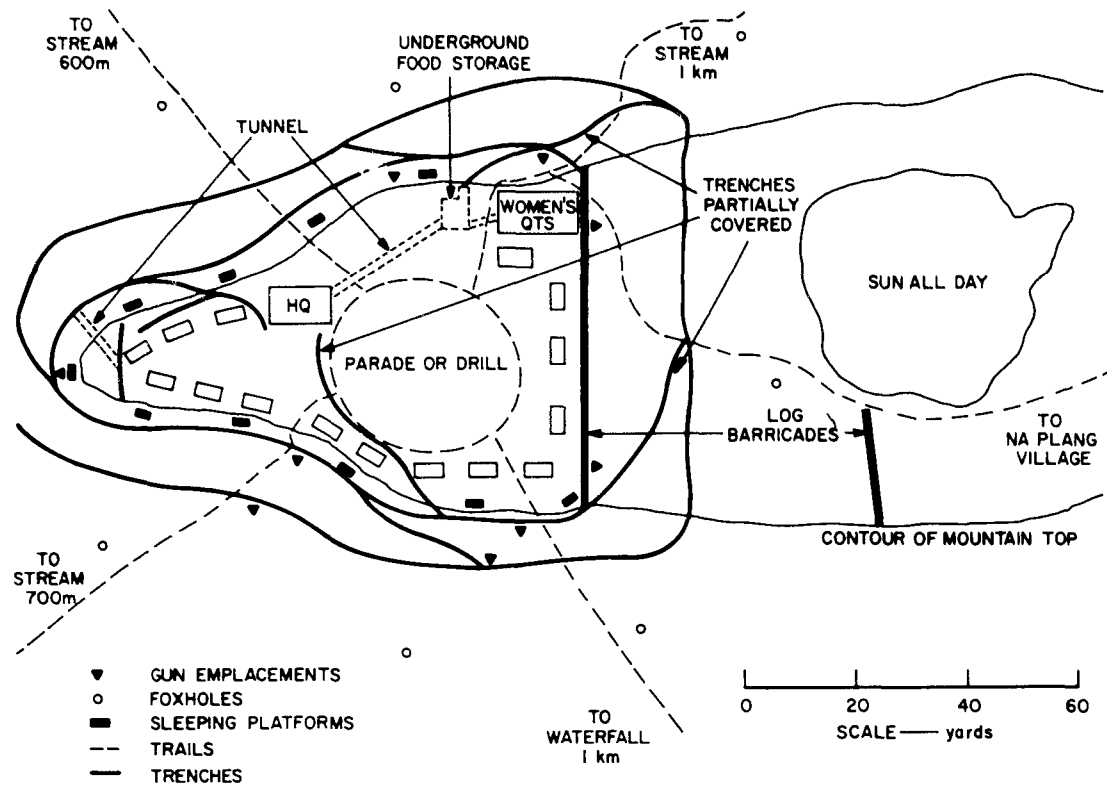 TO
STREAM
600m
UNDERGROUND
FOOD STORAGE
TO
STREAM
1 km
TUNNEL
TRENCHES
PARTIALLY
COVERED
WOMEN'S
QTS
SUN ALL DAY
HQ
PARADE OR DRILL
LOG
BARRICADES
TO
NA PLANG
VILLAGE
CONTOUR OF MOUNTAIN TOP
TO
STREAM
700m
GUN EMPLACEMENTS
FOXHOLES
SLEEPING PLATFORMS
TRAILS
TRENCHES
TO
WATERFALL
1 km
0 20 40 60
SCALE — yards